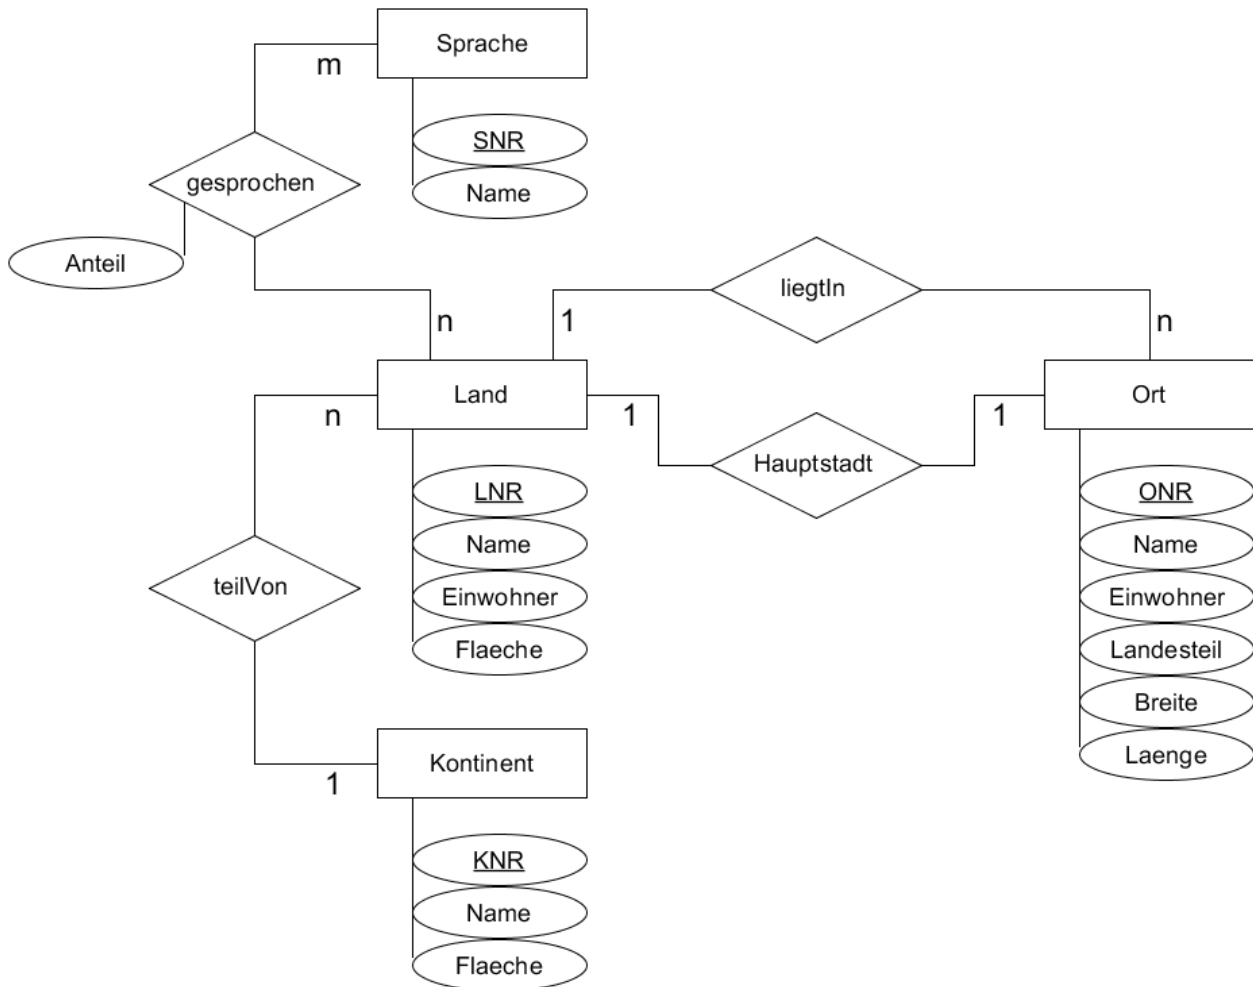 Sprache
m
SNR
gesprochen
Name
Anteil
liegtIn
n
1
n
Land
Ort
n
1
1
Hauptstadt
LNR
ONR
Name
Name
teilVon
Einwohner
Einwohner
Flaeche
Landesteil
Breite
Kontinent
Laenge
1
KNR
Name
Flaeche